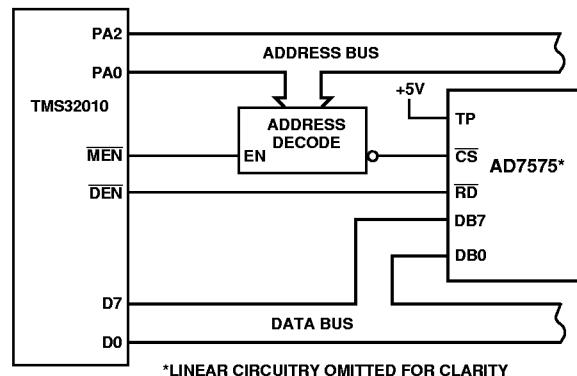 PA2
ADDRESS BUS
PA0
+5V
TMS32010
ADDRESS
DECODE
TP
MEN
EN
CS
AD7575*
DEN
RD
DB7
DB0
D7
DATA BUS
D0
*LINEAR CIRCUITRY OMITTED FOR CLARITY